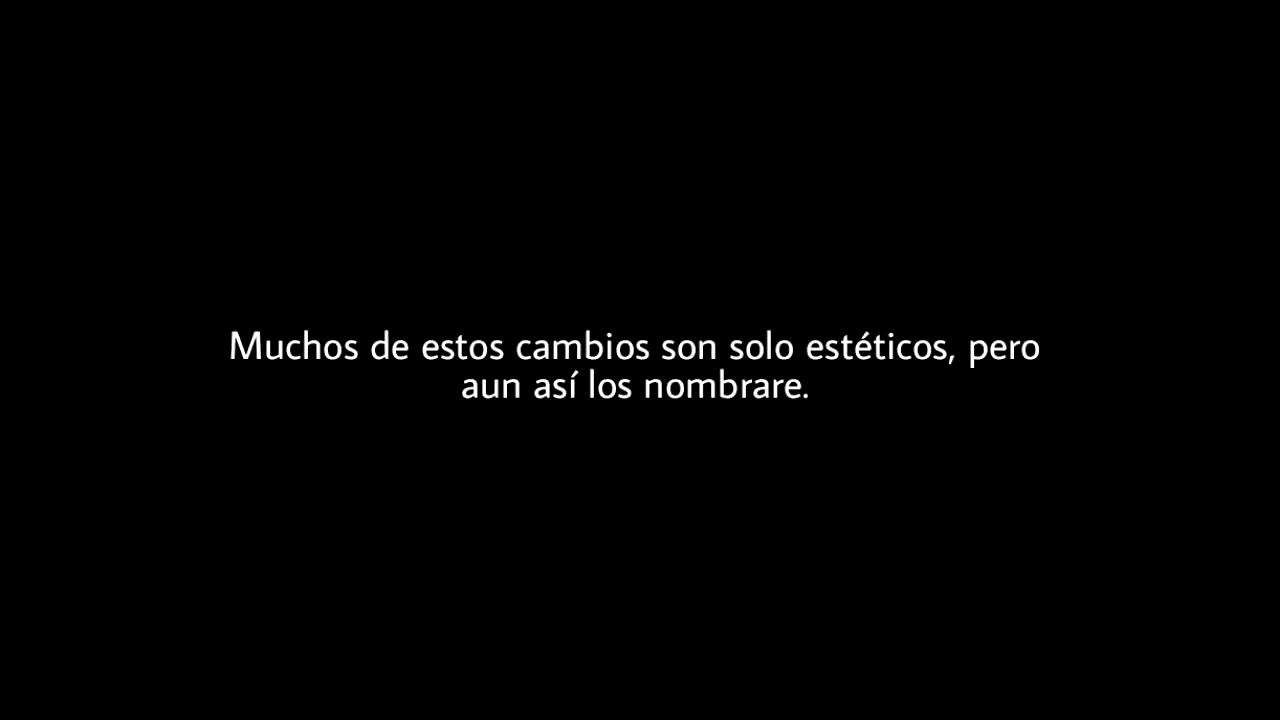 Muchos de estos cambios son solo estéticos, pero
aun así los nombrare.